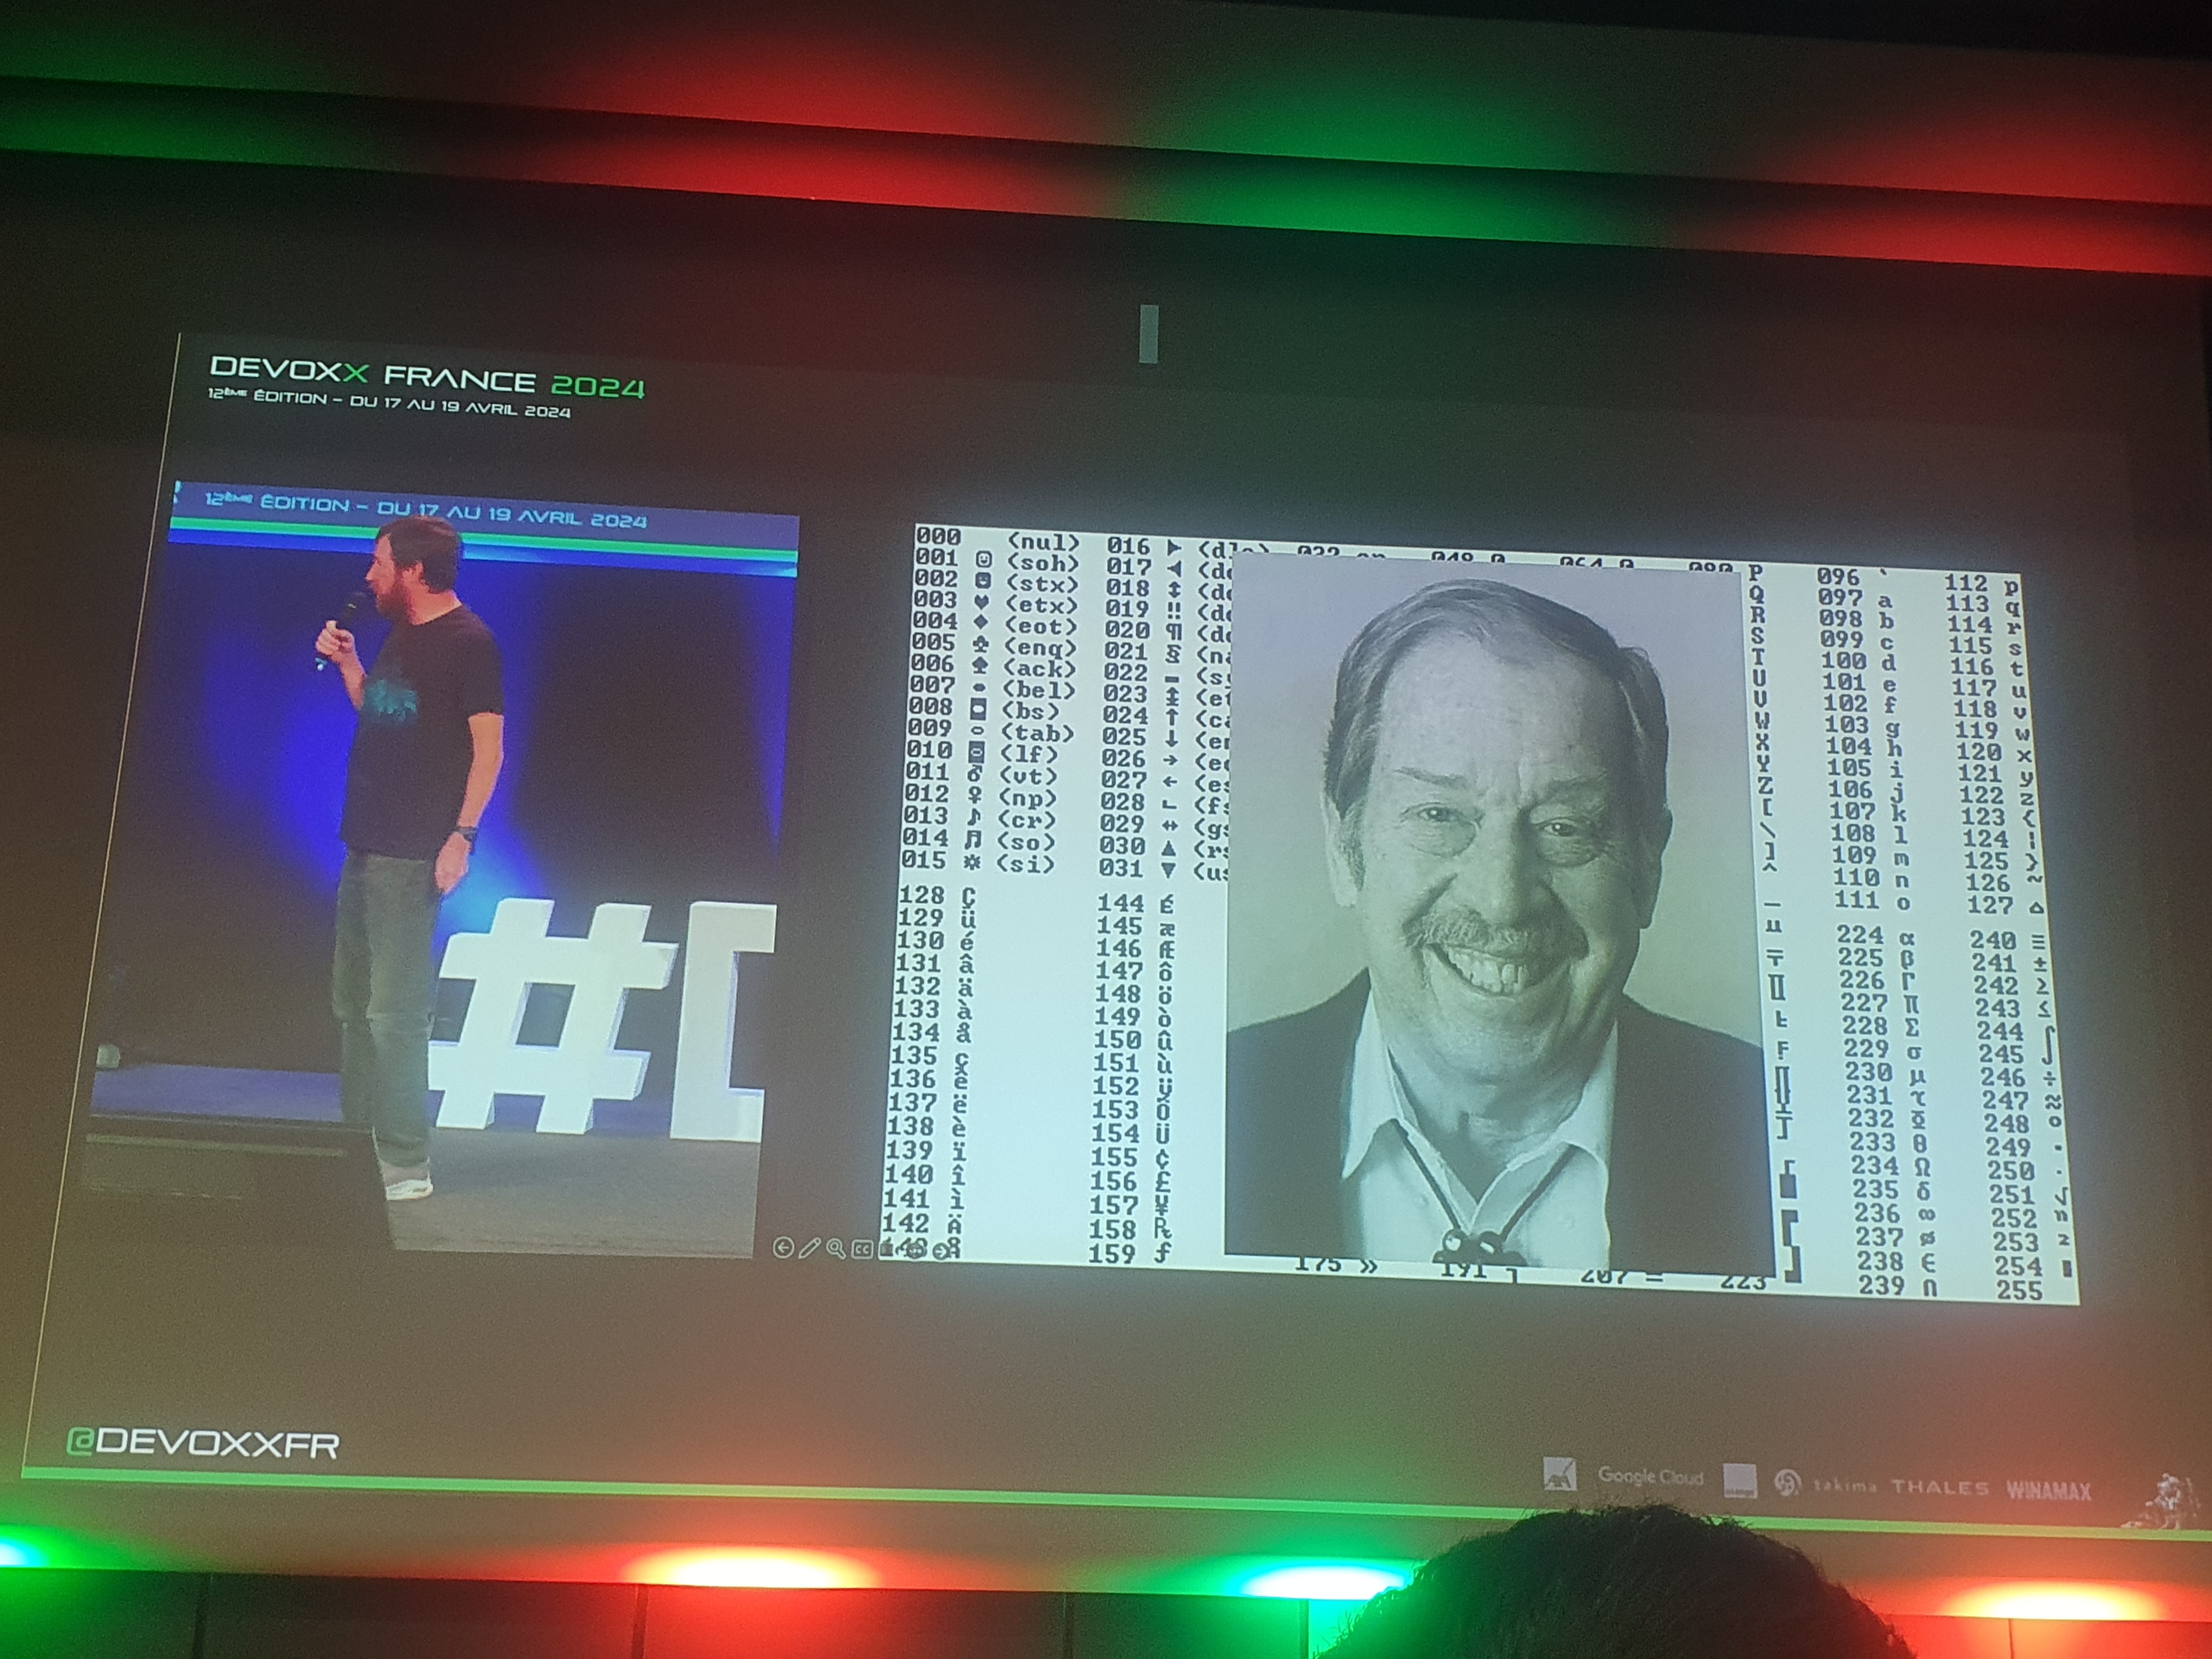 DEVOXX FRANCE 2024
12ÈME ÉDITION - DU 17 AU 19 AVRIL 2024
12ÈME ÉDITION - DU 17 AU 19 AVRIL 2024
#D
000 <nul> 016 ►
001 ☺ <soh> 017 ◄
002 ☻ <stx> 018 ↕
003 ♥ <etx> 019 ‼
004 ♦ <eot> 020 ¶
005 ♣ <enq> 021 §
006 ♠ <ack> 022 ▬
007 • <bel> 023 ↨
008 ◘ <bs> 024 ↑
009 ○ <tab> 025 ↓
010 ◙ <lf> 026 →
011 ♂ <vt> 027 ←
012 ♀ <np> 028 ∟
013 ♪ <cr> 029 ↔
014 ♫ <so> 030 ▲
015 ☼ <si> 031 ▼
P 096 ` 112 p
Q 097 a 113 q
R 098 b 114 r
S 099 c 115 s
T 100 d 116 t
U 101 e 117 u
V 102 f 118 v
W 103 g 119 w
X 104 h 120 x
Y 105 i 121 y
Z 106 j 122 z
[ 107 k 123 {
\ 108 l 124 ¦
] 109 m 125 }
^ 110 n 126 ~
_ 111 o 127 ⌂
128 Ç 144 É
129 ü 145 æ
130 é 146 Æ
131 â 147 ô
132 ä 148 ö
133 à 149 ò
134 å 150 û
135 ç 151 ù
136 ê 152 ÿ
137 ë 153 Ö
138 è 154 Ü
139 ï 155 ¢
140 î 156 £
141 ì 157 ¥
142 Ä 158 ₧
159 ƒ 175 » 191 ┐ 207 223
224 α 240 ≡
225 β 241 ±
226 Γ 242 ≥
227 Π 243 ≤
228 Σ 244 ⌠
229 σ 245 ⌡
230 µ 246 ÷
231 τ 247 ≈
232 Φ 248 °
233 θ 249 ·
234 Ω 250 ·
235 δ 251 √
236 ∞ 252 ⁿ
237 ø 253 ²
238 ∈ 254 ■
239 ∩ 255
@DEVOXXFR
Google Cloud takima THALES WINAMAX